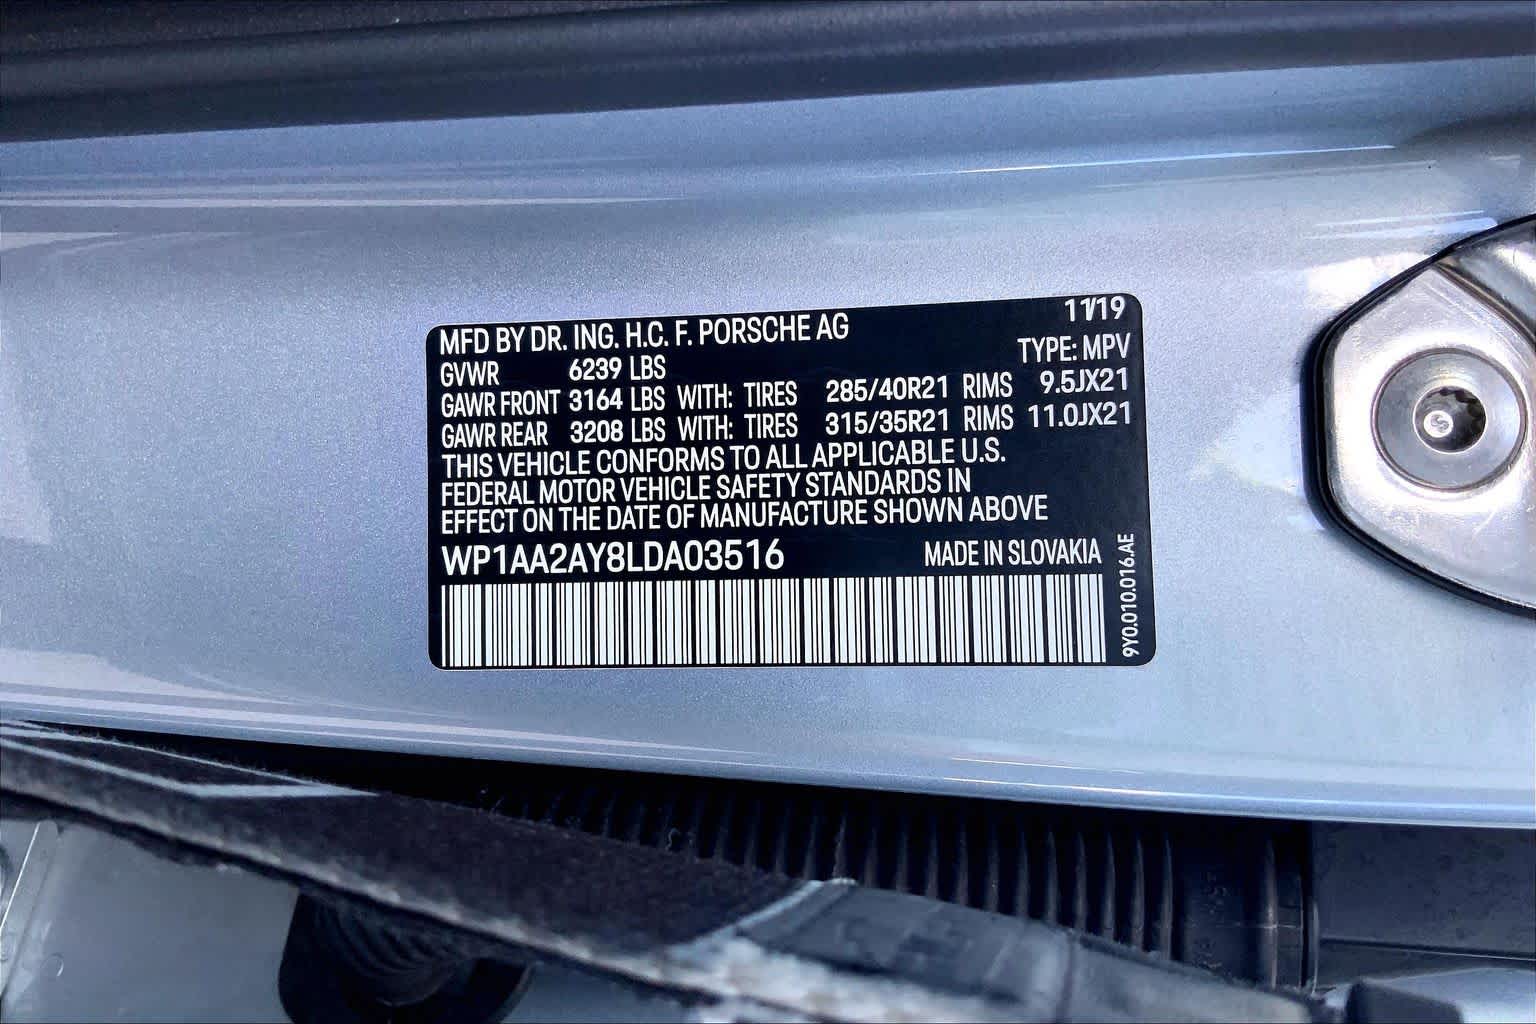 11/19
MFD BY DR. ING. H.C. F. PORSCHE AG
TYPE: MPV
GVWR 6239 LBS
GAWR FRONT 3164 LBS WITH: TIRES 285/40R21 RIMS 9.5JX21
GAWR REAR 3208 LBS WITH: TIRES 315/35R21 RIMS 11.0JX21
THIS VEHICLE CONFORMS TO ALL APPLICABLE U.S.
FEDERAL MOTOR VEHICLE SAFETY STANDARDS IN
EFFECT ON THE DATE OF MANUFACTURE SHOWN ABOVE
WP1AA2AY8LDA03516 MADE IN SLOVAKIA
9Y0.010.016.AE